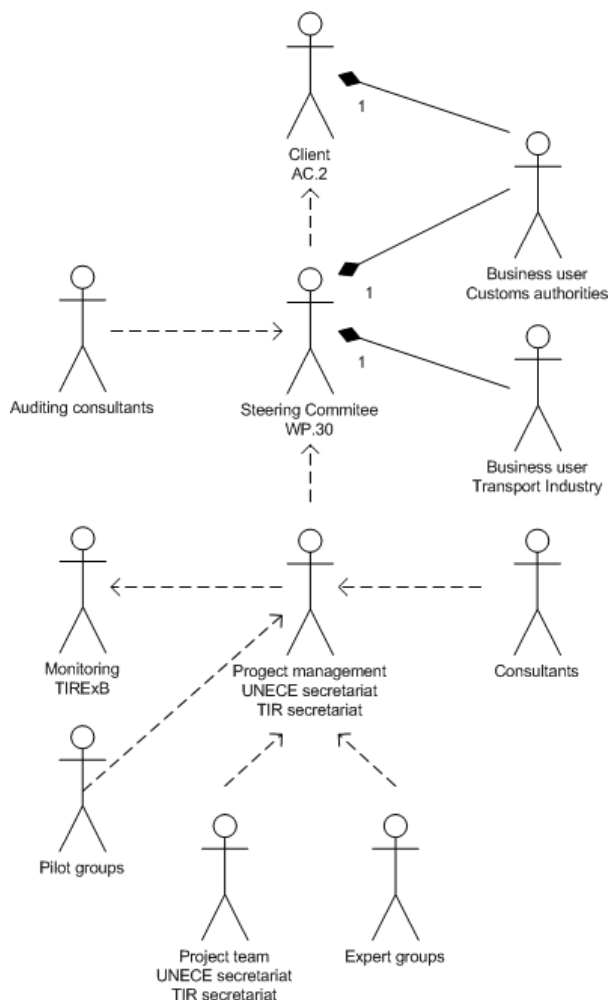 1
Client
AC.2
Business user
Customs authorities
1
Auditing consultants
Steering Commitee
WP.30
1
Business user
Transport Industry
Monitoring
TIRExB
Progect management
UNECE secretariat
TIR secretariat
Consultants
Pilot groups
Project team
UNECE secretariat
TIR secretariat
Expert groups